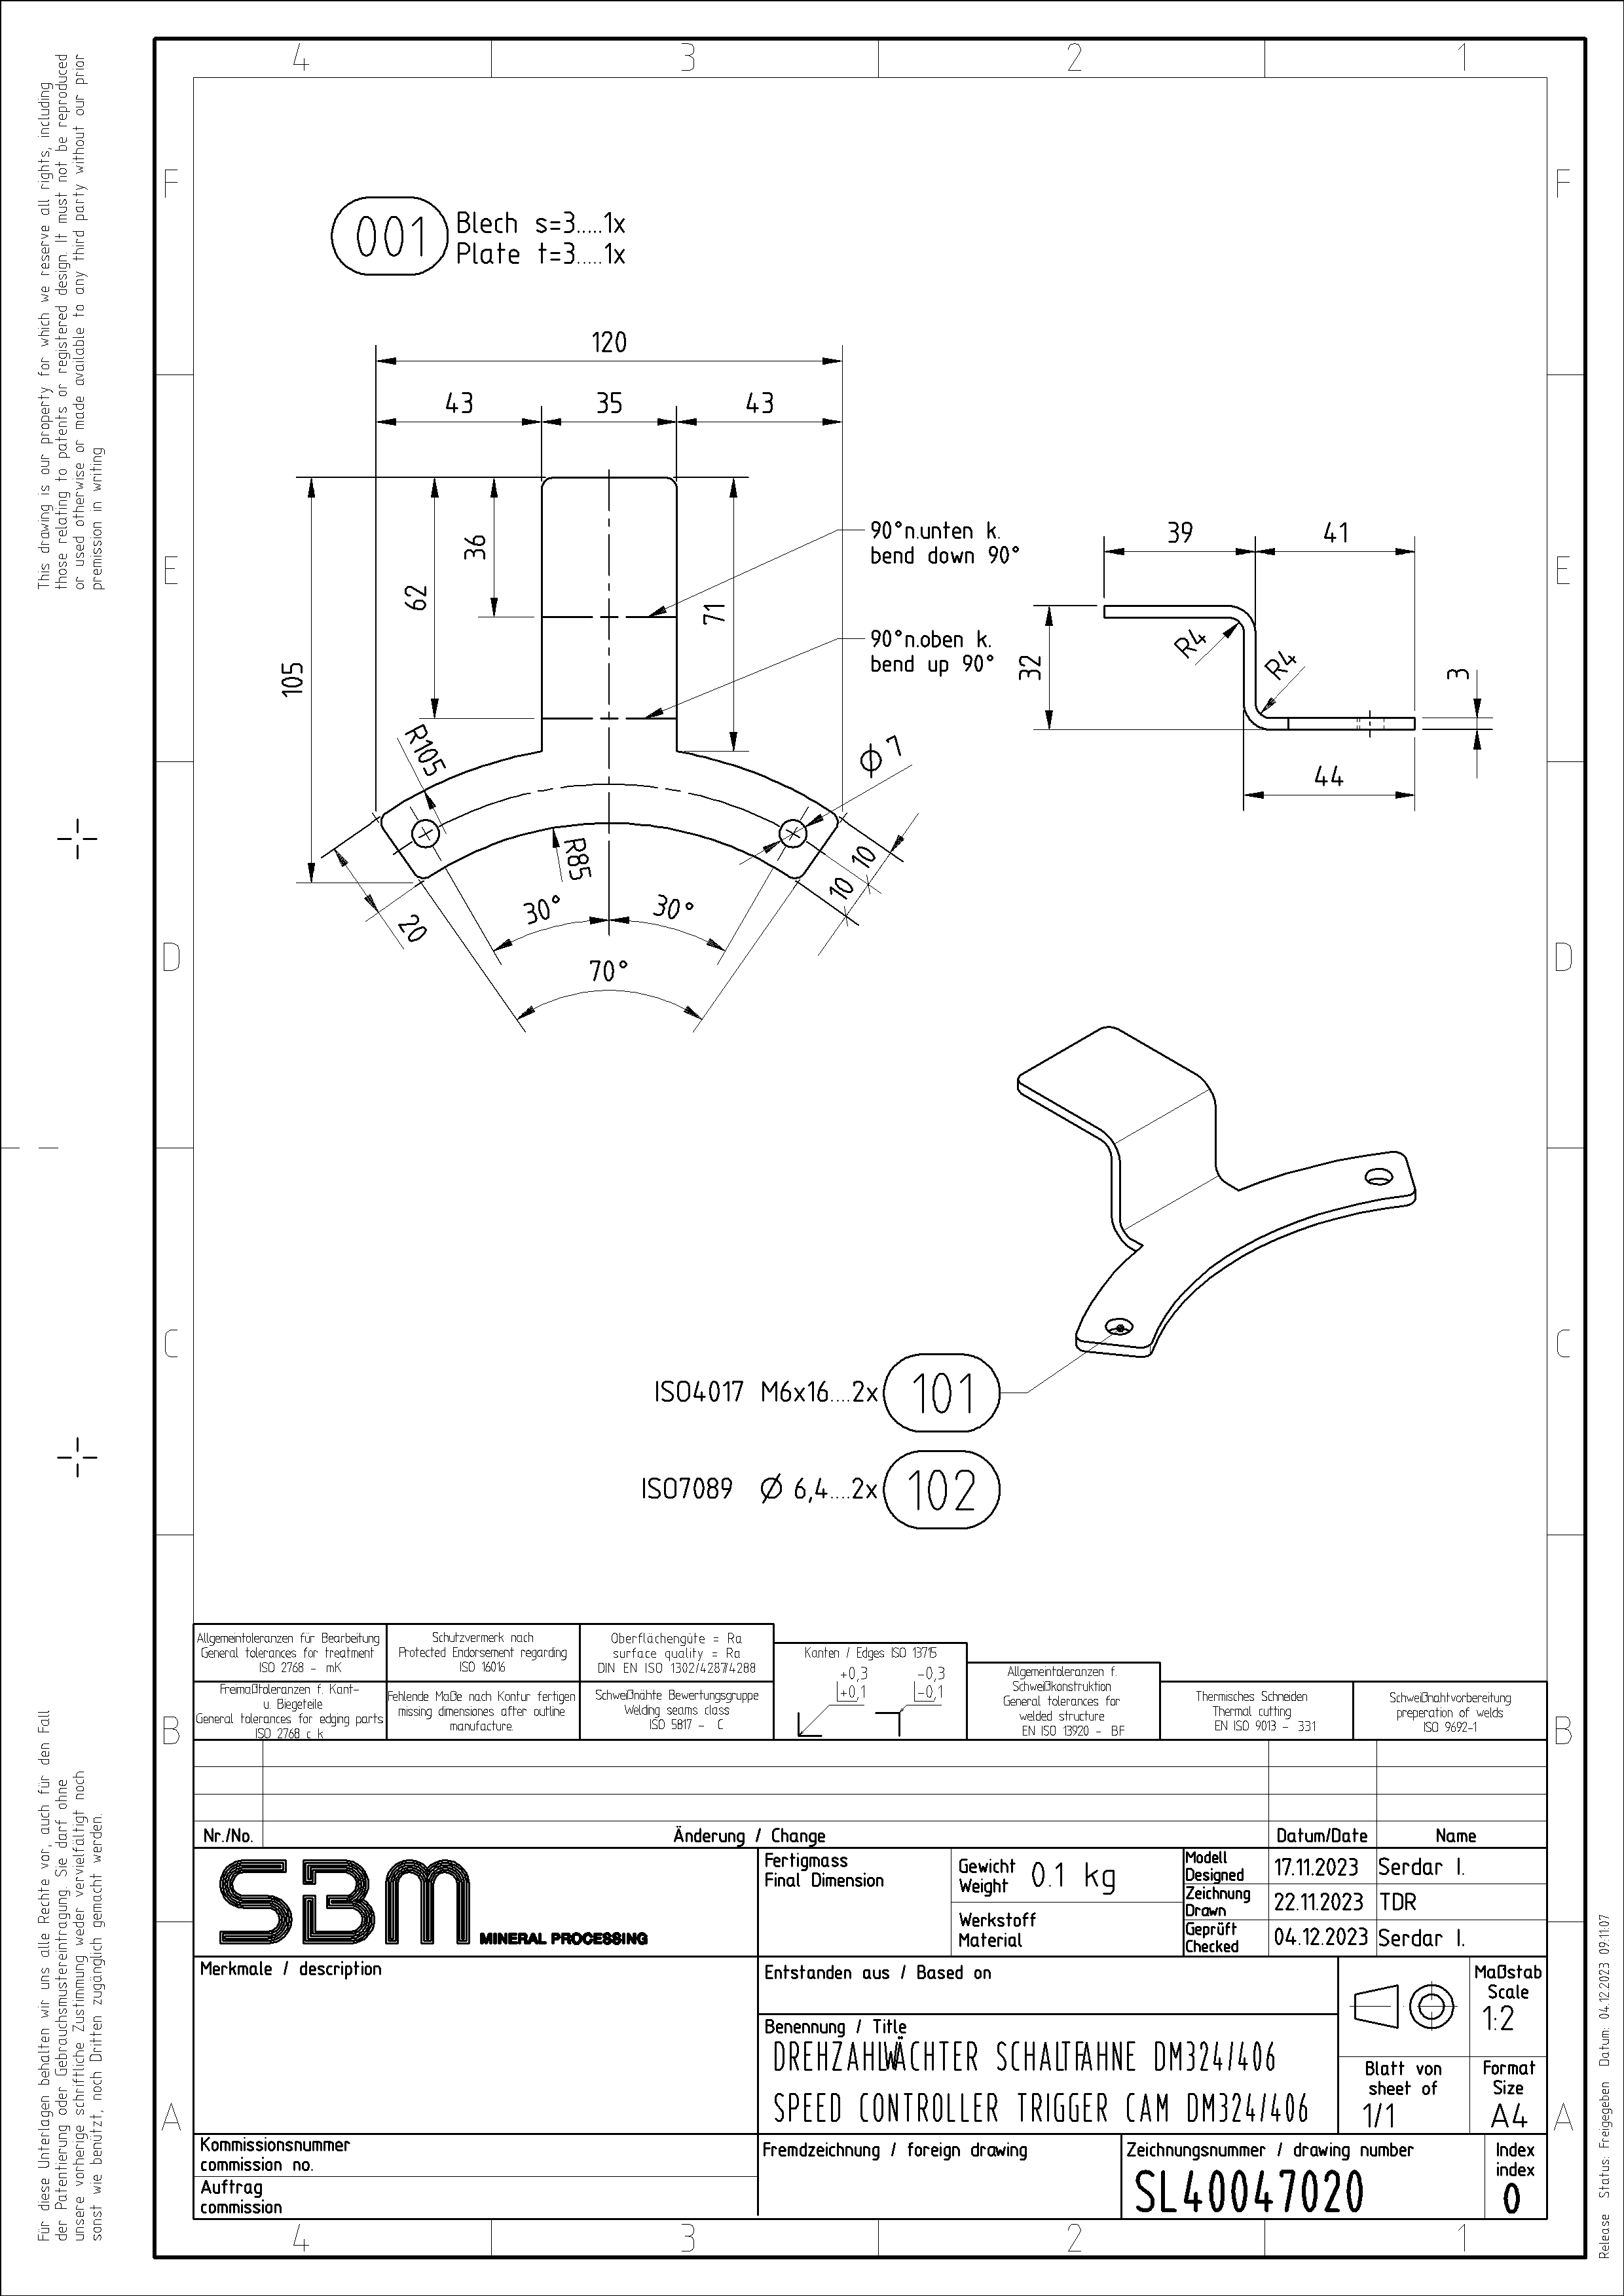 4 3 2 1
F F
This drawing is our property for which we reserve all rights, including
those relating to patents or registered design. It must not be reproduced
or used otherwise or made available to any third party without our prior
premission in writing
001
Blech s=3.....1x
Plate t=3.....1x
120
43 35 43
36
62
71
105
90°n.unten k.
bend down 90°
90°n.oben k.
bend up 90°
39 41
32
R4
R4
3
44
E E
R105
Ø 7
R85
10
10
20
30° 30°
70°
D D
C C
ISO4017 M6x16....2x 101
ISO7089 Ø 6,4....2x 102
Allgemeintoleranzen für Bearbeitung
General tolerances for treatment
ISO 2768 - mK
Schutzvermerk nach
Protected Endorsement regarding
ISO 16016
Oberflächengüte = Ra
surface quality = Ra
DIN EN ISO 1302/4287/4288
Kanten / Edges ISO 13715
+0,3 -0,3
+0,1 -0,1
Freimaßtoleranzen f. Kant-
u. Biegeteile
General tolerances for edging parts
ISO 2768 c k
Fehlende Maße nach Kontur fertigen
missing dimensiones after outline
manufacture.
Schweißnähte Bewertungsgruppe
Welding seams class
ISO 5817 - C
Allgemeintoleranzen f.
Schweißkonstruktion
General tolerances for
welded structure
EN ISO 13920 - BF
Thermisches Schneiden
Thermal cutting
EN ISO 9013 - 331
Schweißnahtvorbereitung
preperation of welds
ISO 9692-1
B B
Nr./No. Änderung / Change Datum/Date Name
SBM
MINERAL PROCESSING
Fertigmass
Final Dimension
Gewicht
Weight
0.1 kg
Werkstoff
Material
Modell
Designed
17.11.2023 Serdar I.
Zeichnung
Drawn
22.11.2023 TDR
Geprüft
Checked
04.12.2023 Serdar I.
Merkmale / description
Entstanden aus / Based on
Maßstab
Scale
1:2
Benennung / Title
DREHZAHLWÄCHTER SCHALTFAHNE DM324/406
SPEED CONTROLLER TRIGGER CAM DM324/406
Blatt von
sheet of
1/1
Format
Size
A4
A A
Kommissionsnummer
commission no.
Auftrag
commission
Fremdzeichnung / foreign drawing
Zeichnungsnummer / drawing number
SL40047020
Index
index
0
4 3 2 1
Für diese Unterlagen behalten wir uns alle Rechte vor, auch für den Fall
der Patentierung oder Gebrauchsmustereintragung. Sie darf ohne
unsere vorherige schriftliche Zustimmung weder vervielfältigt noch
sonst wie benützt, noch Dritten zugänglich gemacht werden.
Release Status: Freigegeben Datum: 04.12.2023 09:11:07